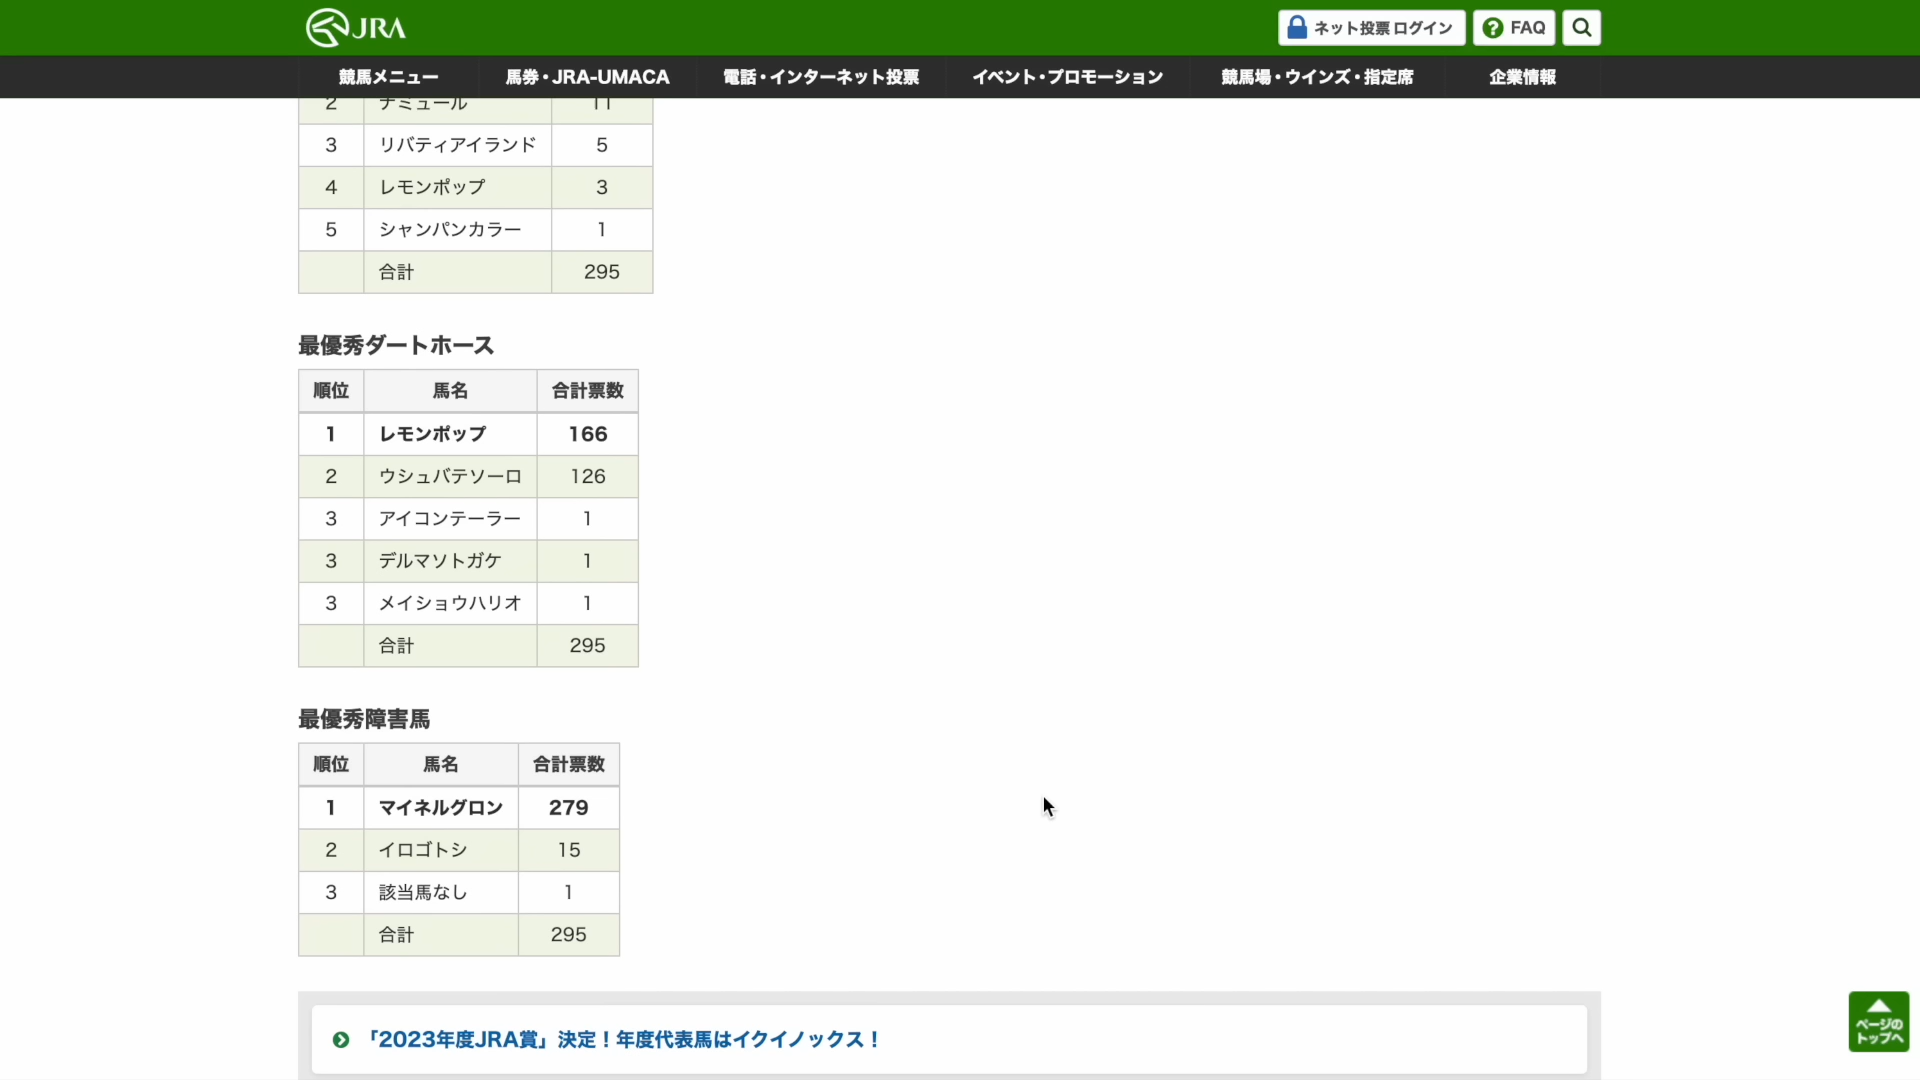 JRA
ネット投票 ログイン
FAQ
競馬メニュー 馬券・JRA-UMACA 電話・インターネット投票 イベント・プロモーション 競馬場・ウインズ・指定席 企業情報
2 ナミュール 11
3 リバティアイランド 5
4 レモンポップ 3
5 シャンパンカラー 1
合計 295
最優秀ダートホース
順位 馬名 合計票数
1 レモンポップ 166
2 ウシュバテソーロ 126
3 アイコンテーラー 1
3 デルマソトガケ 1
3 メイショウハリオ 1
合計 295
最優秀障害馬
順位 馬名 合計票数
1 マイネルグロン 279
2 イロゴトシ 15
3 該当馬なし 1
合計 295
「2023年度JRA賞」決定！年度代表馬はイクイノックス！
ページの
トップへ